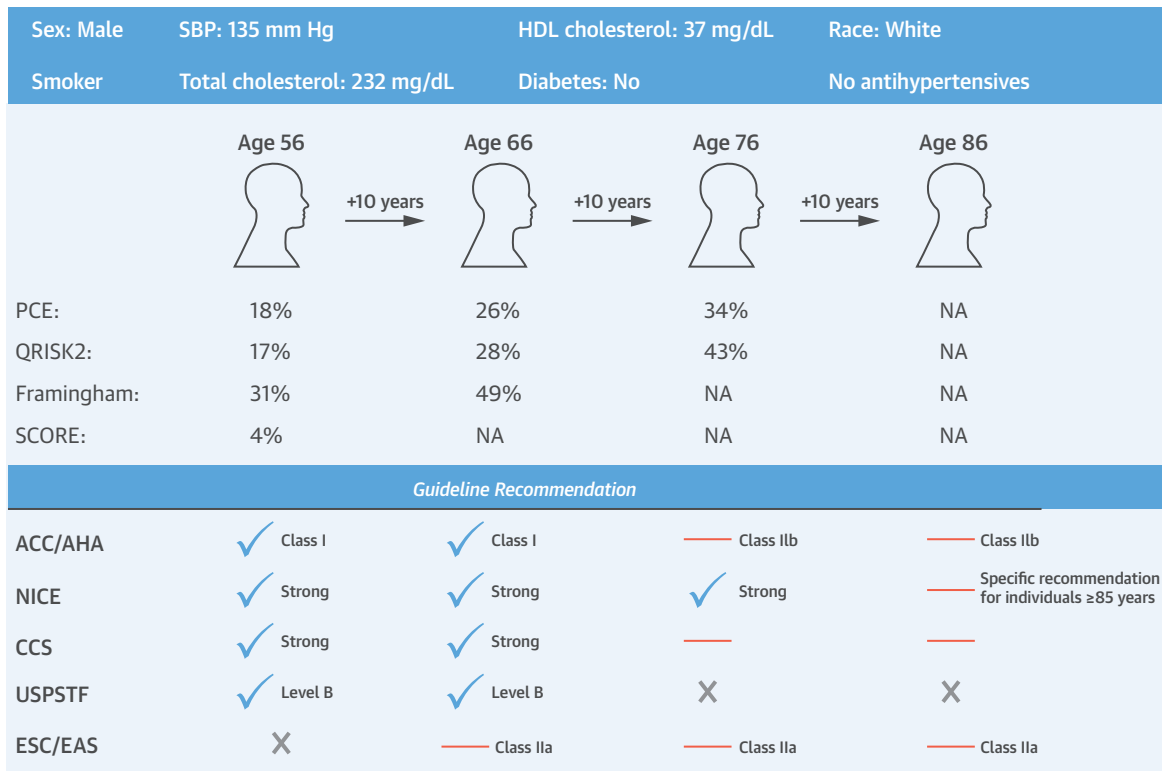 Sex: Male SBP: 135 mm Hg HDL cholesterol: 37 mg/dL Race: White
Smoker Total cholesterol: 232 mg/dL Diabetes: No No antihypertensives
Age 56 Age 66 Age 76 Age 86
+10 years +10 years +10 years
PCE: 18% 26% 34% NA
QRISK2: 17% 28% 43% NA
Framingham: 31% 49% NA NA
SCORE: 4% NA NA NA
Guideline Recommendation
ACC/AHA Class I Class I Class IIb Class IIb
NICE Strong Strong Strong Specific recommendation
for individuals ≥85 years
CCS Strong Strong
USPSTF Level B Level B X X
ESC/EAS X Class IIa Class IIa Class IIa